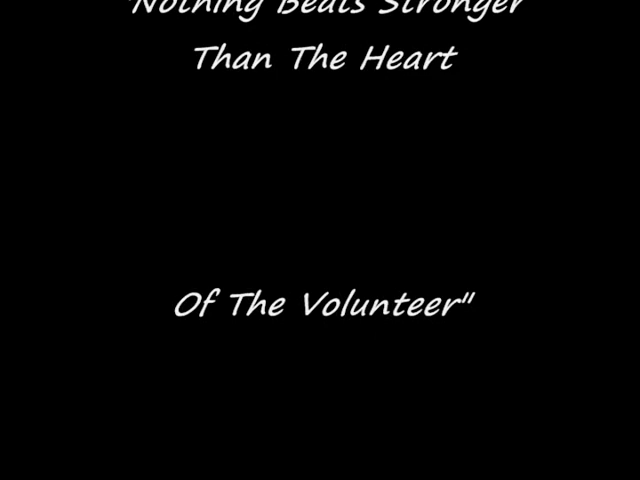 Nothing Beats Stronger
Than The Heart
Of The Volunteer"